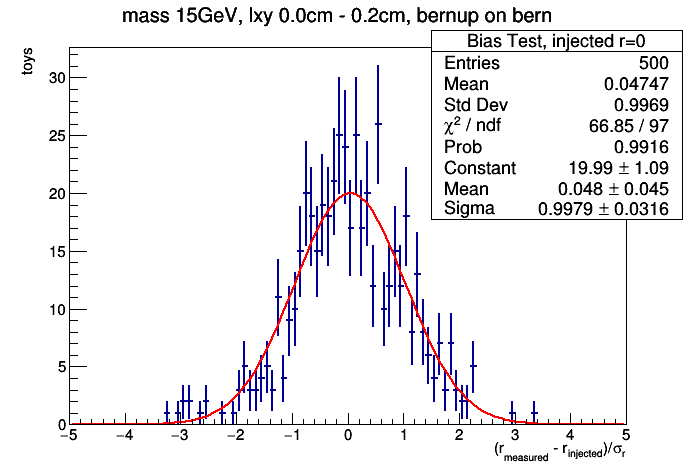 mass 15GeV, lxy 0.0cm - 0.2cm, bernup on bern
Bias Test, injected r=0
Entries 500
Mean 0.04747
Std Dev 0.9969
χ² / ndf 66.85 / 97
Prob 0.9916
Constant 19.99 ± 1.09
Mean 0.048 ± 0.045
Sigma 0.9979 ± 0.0316
toys
30
25
20
15
10
5
0
−5 −4 −3 −2 −1 0 1 2 3 4 5
(r_measured - r_injected)/σ_r